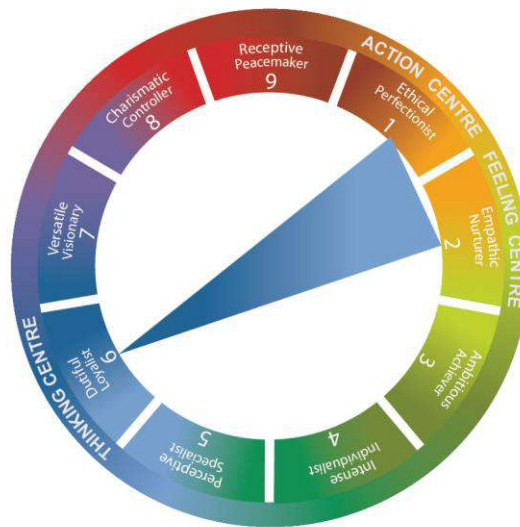 ACTION CENTRE
FEELING CENTRE
THINKING CENTRE
Receptive
Peacemaker
9
Ethical
Perfectionist
1
Empathic
Nurturer
2
Ambitious
Achiever
3
Intense
Individualist
4
Perceptive
Specialist
5
Dutiful
Loyalist
6
Versatile
Visionary
7
Charismatic
Controller
8